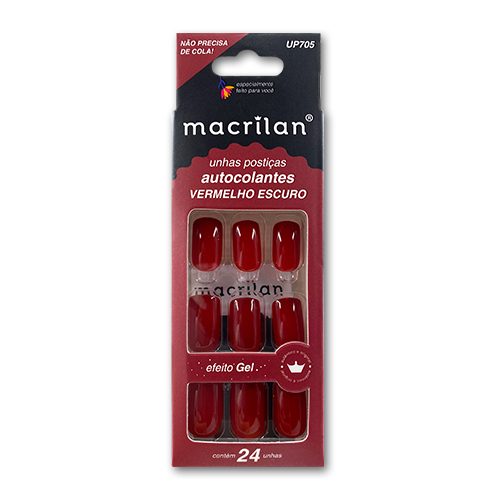 NÃO PRECISA
DE COLA!
UP705
especialmente
feito para você
macrilan®
unhas postiças
autocolantes
VERMELHO ESCURO
macrilan
efeito Gel
contém 24 unhas